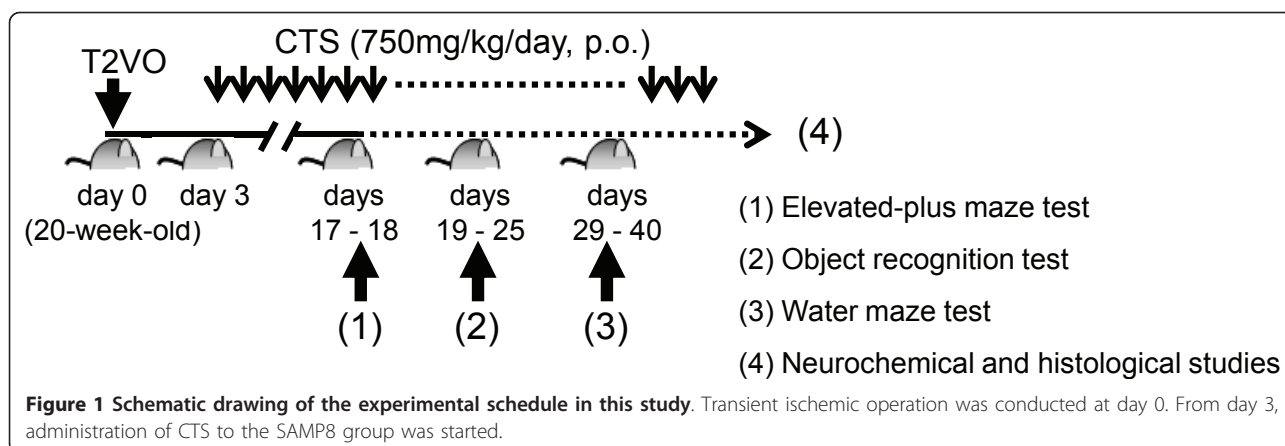 CTS (750mg/kg/day, p.o.)
T2VO
(4)
day 0 day 3 days days days
(20-week-old) 17 - 18 19 - 25 29 - 40
(1) (2) (3)
(1) Elevated-plus maze test
(2) Object recognition test
(3) Water maze test
(4) Neurochemical and histological studies
Figure 1 Schematic drawing of the experimental schedule in this study. Transient ischemic operation was conducted at day 0. From day 3,
administration of CTS to the SAMP8 group was started.